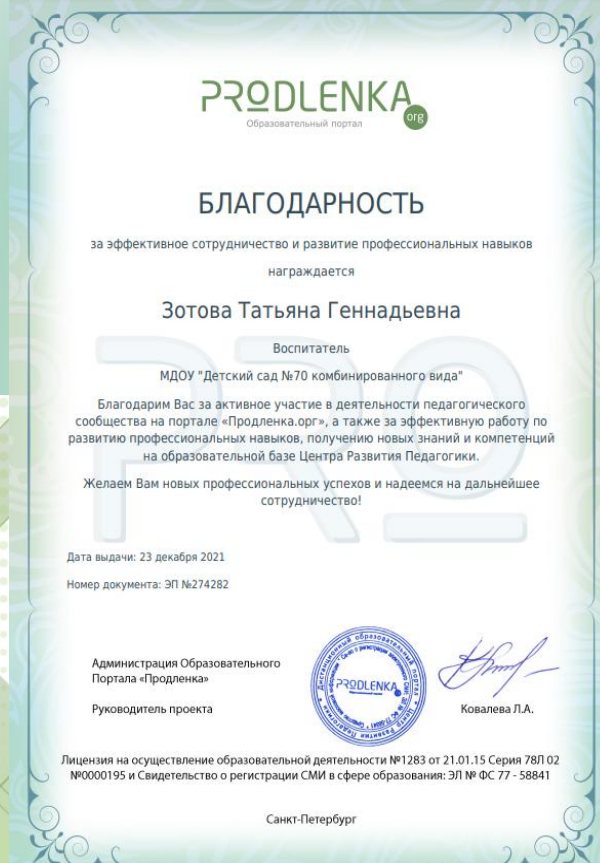 PRODLENKA
org
Образовательный портал
БЛАГОДАРНОСТЬ
за эффективное сотрудничество и развитие профессиональных навыков
награждается
Зотова Татьяна Геннадьевна
Воспитатель
МДОУ "Детский сад №70 комбинированного вида"
Благодарим Вас за активное участие в деятельности педагогического
сообщества на портале «Продленка.орг», а также за эффективную работу по
развитию профессиональных навыков, получению новых знаний и компетенций
на образовательной базе Центра Развития Педагогики.
Желаем Вам новых профессиональных успехов и надеемся на дальнейшее
сотрудничество!
PRO
Дата выдачи: 23 декабря 2021
Номер документа: ЭП №274282
Администрация Образовательного
Портала «Продленка»
Руководитель проекта
PRODLENKA
Ковалева Л.А.
Лицензия на осуществление образовательной деятельности №1283 от 21.01.15 Серия 78Л 02
№0000195 и Свидетельство о регистрации СМИ в сфере образования: ЭЛ № ФС 77 - 58841
Санкт-Петербург